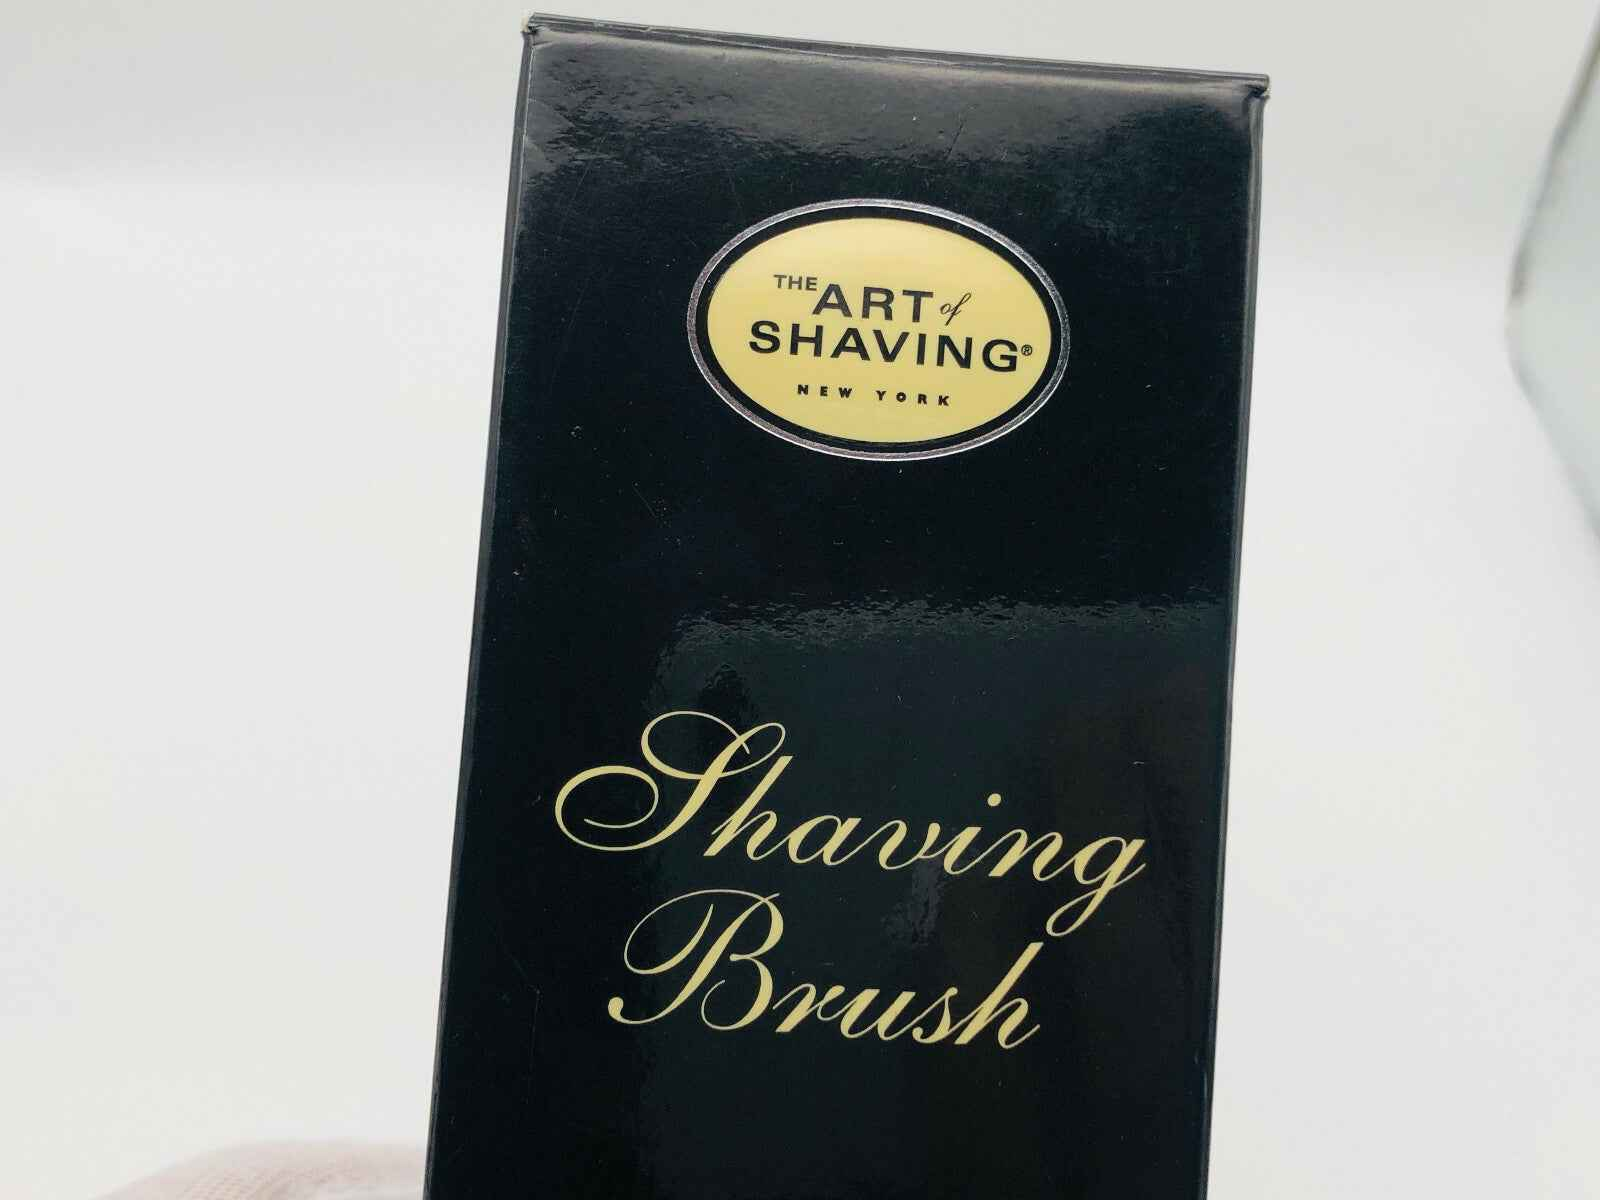 THE ART of
SHAVING®
NEW YORK
Shaving
Brush